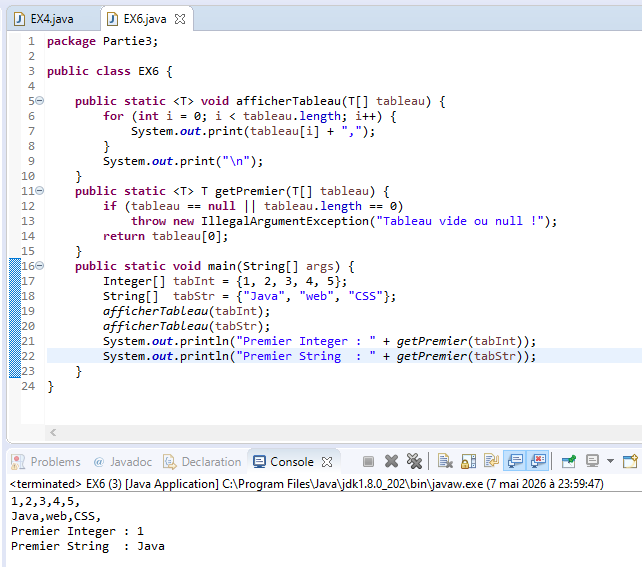 EX4.java   EX6.java
1 package Partie3;
2
3 public class EX6 {
4
5     public static <T> void afficherTableau(T[] tableau) {
6         for (int i = 0; i < tableau.length; i++) {
7             System.out.print(tableau[i] + ",");
8         }
9         System.out.print("\n");
10     }
11     public static <T> T getPremier(T[] tableau) {
12         if (tableau == null || tableau.length == 0)
13             throw new IllegalArgumentException("Tableau vide ou null !");
14         return tableau[0];
15     }
16     public static void main(String[] args) {
17         Integer[] tabInt = {1, 2, 3, 4, 5};
18         String[]  tabStr = {"Java", "web", "CSS"};
19         afficherTableau(tabInt);
20         afficherTableau(tabStr);
21         System.out.println("Premier Integer : " + getPremier(tabInt));
22         System.out.println("Premier String  : " + getPremier(tabStr));
23     }
24 }
Problems @ Javadoc Declaration Console
<terminated> EX6 (3) [Java Application] C:\Program Files\Java\jdk1.8.0_202\bin\javaw.exe (7 mai 2026 à 23:59:47)
1,2,3,4,5,
Java,web,CSS,
Premier Integer : 1
Premier String  : Java